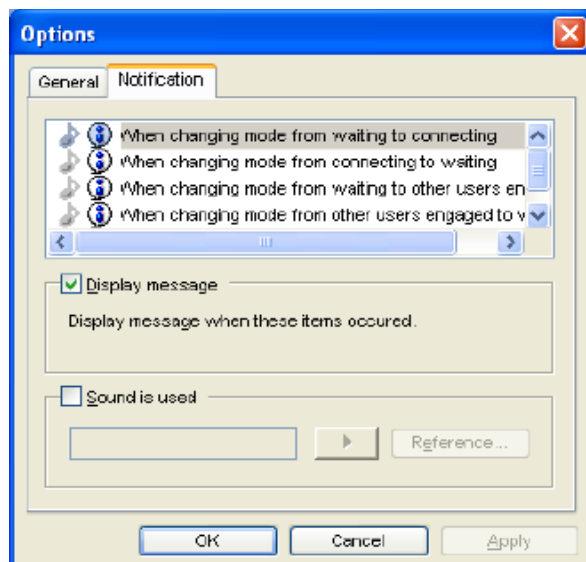 Options
General Notification
When changing mode from waiting to connecting
When changing mode from connecting to waiting
When changing mode from waiting to other users en
When changing mode from other users engaged to v
Display message
Display message when these items occured.
Sound is used
Reference...
OK Cancel Apply